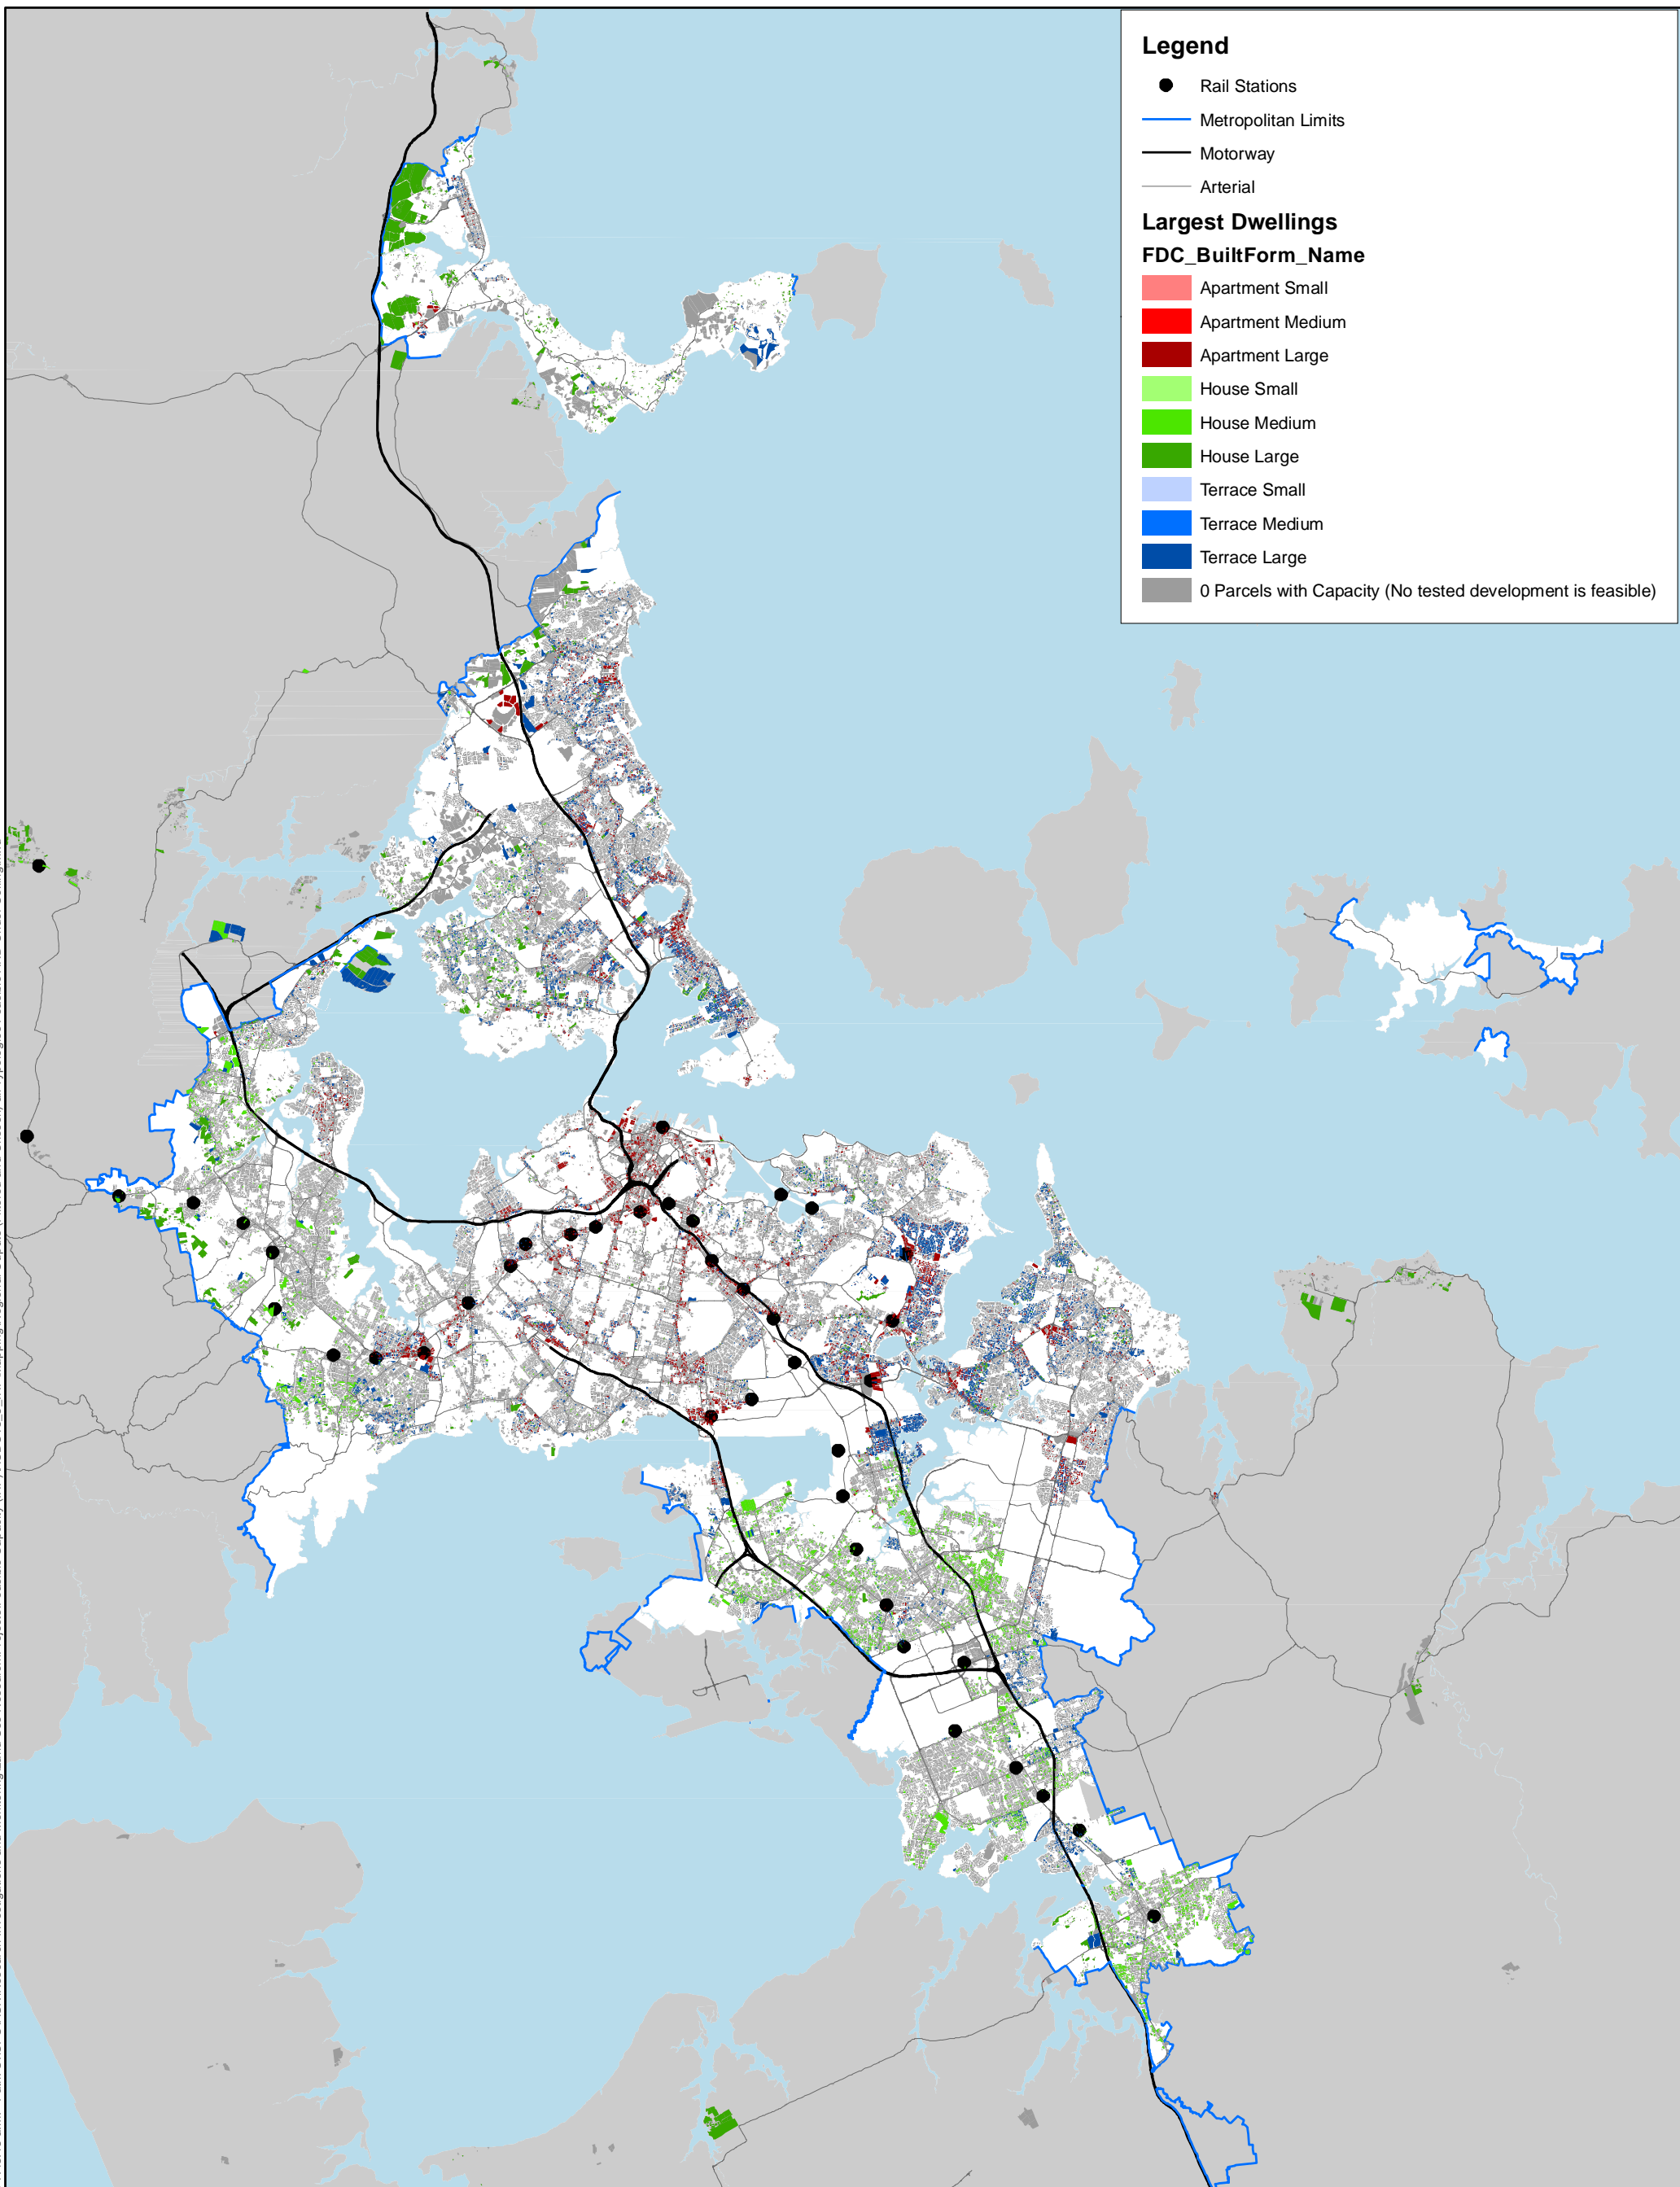 Legend
Rail Stations
Metropolitan Limits
Motorway
Arterial
Largest Dwellings
FDC_BuiltForm_Name
Apartment Small
Apartment Medium
Apartment Large
House Small
House Medium
House Large
Terrace Small
Terrace Medium
Terrace Large
0 Parcels with Capacity (No tested development is feasible)